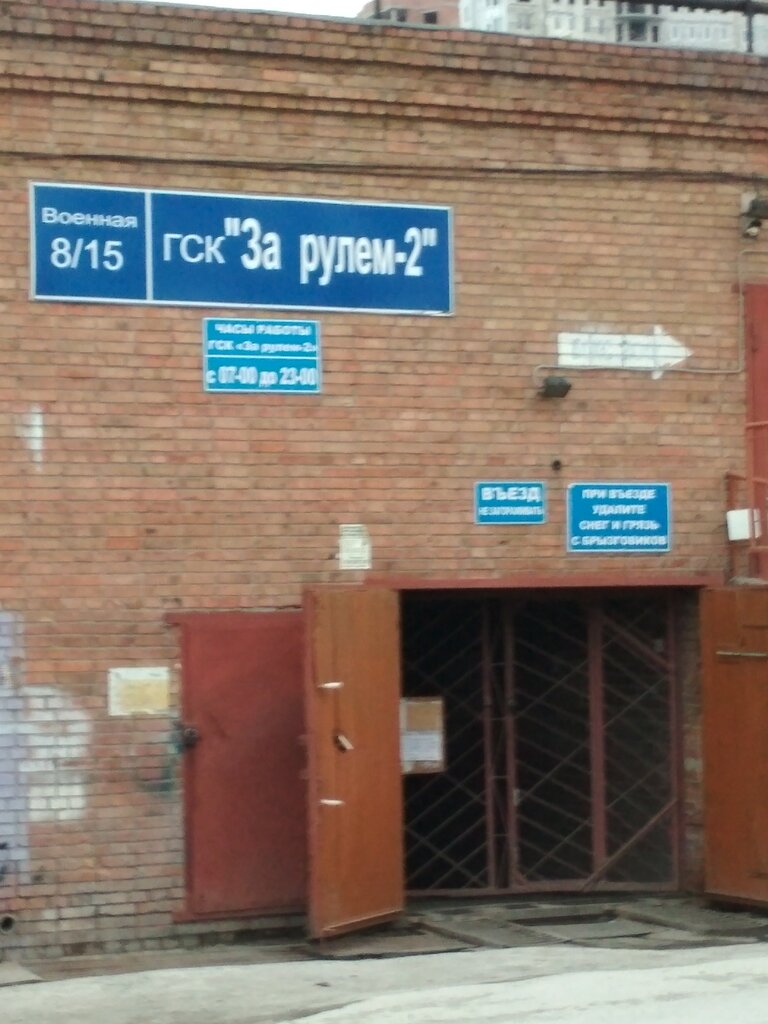 Военная
8/15
ГСК "За рулем-2"
ЧАСЫ РАБОТЫ
ГСК «За рулем-2»
с 07-00 до 23-00
ВЪЕЗД
НЕ ЗАГОРАЖИВАТЬ
ПРИ ВЪЕЗДЕ
УДАЛИТЕ
СНЕГ И ГРЯЗЬ
С БРЫЗГОВИКОВ